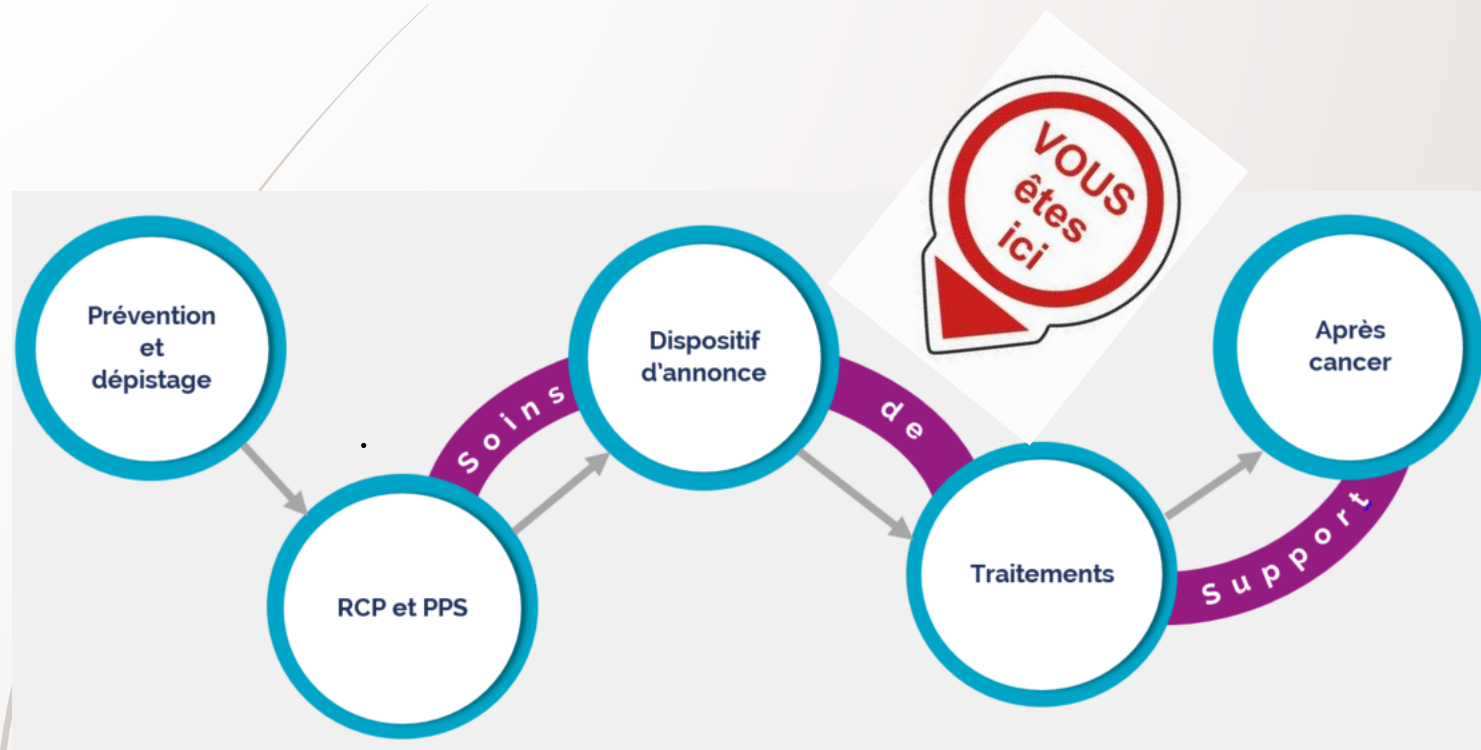 VOUS
êtes
ici
Prévention
et
dépistage
Soins
RCP et PPS
Dispositif
d'annonce
de
Traitements
Support
Après
cancer